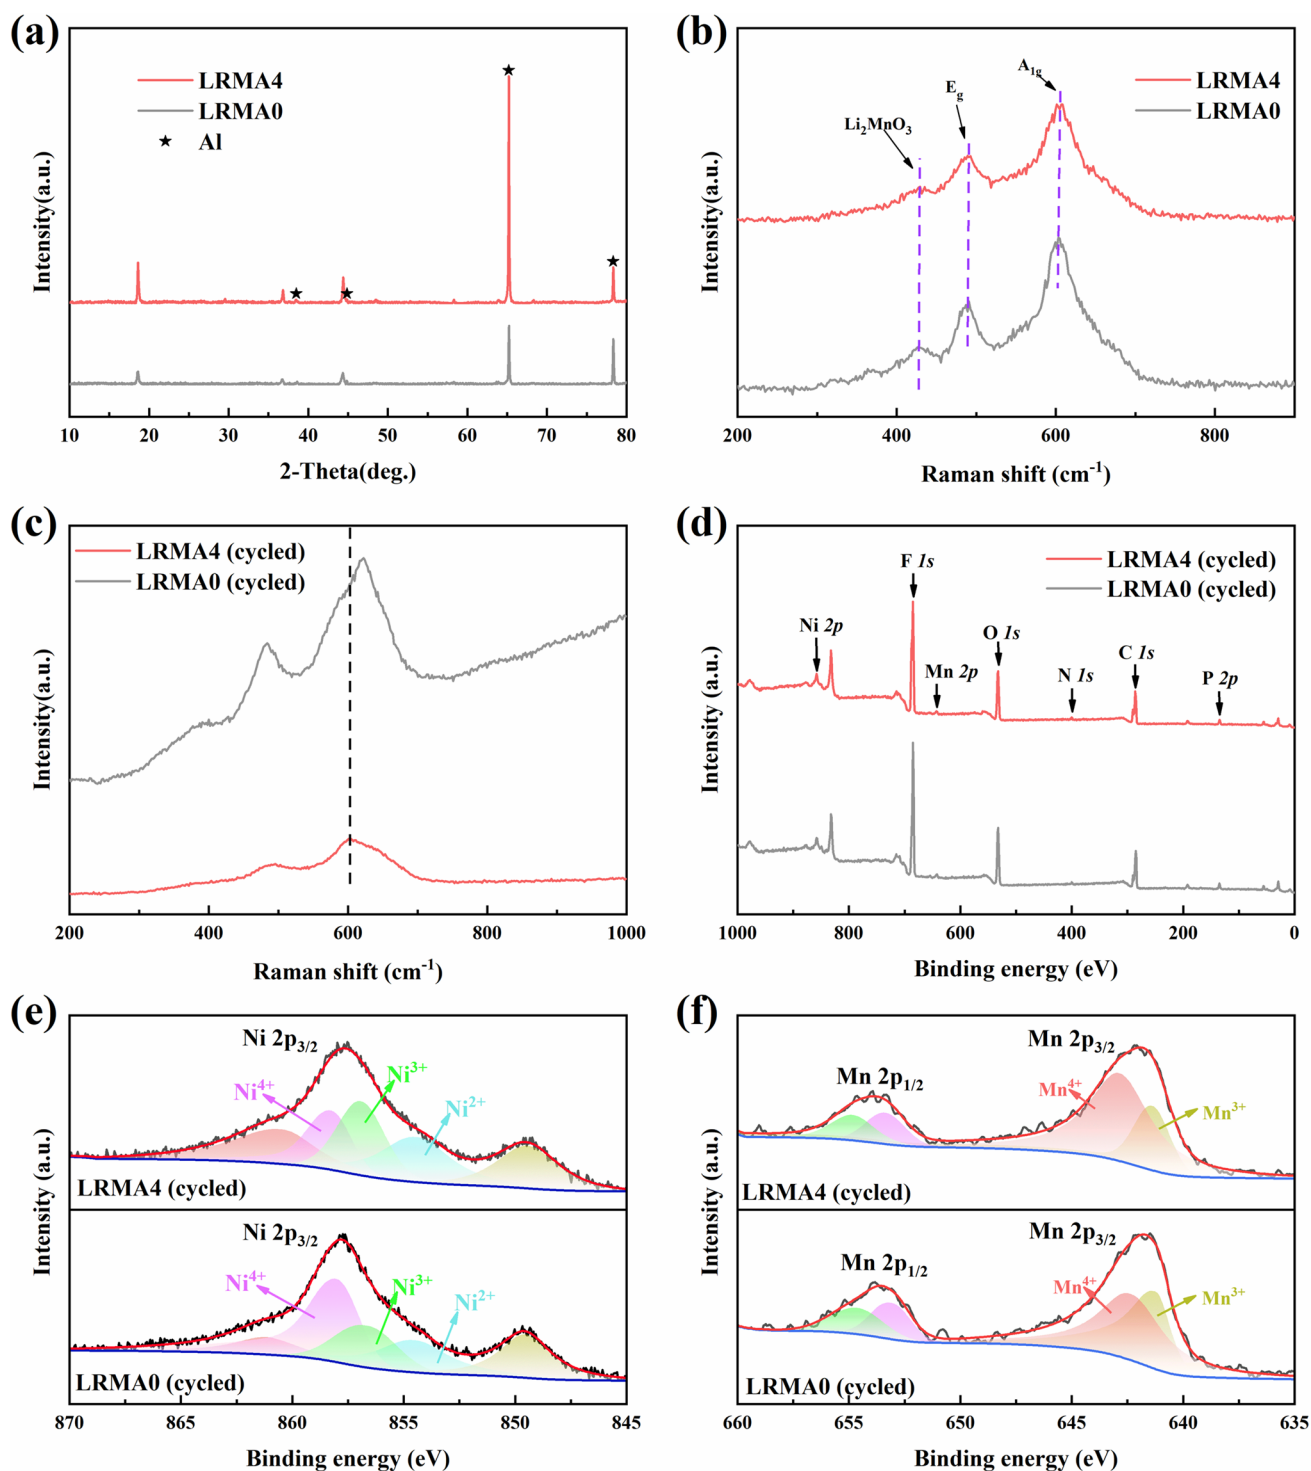 (a)
LRMA4
LRMA0
★ Al
★
★
★
★
Intensity(a.u.)
10 20 30 40 50 60 70 80
2-Theta(deg.)
(b)
LRMA4
LRMA0
A1g
Eg
Li2MnO3
Intensity(a.u.)
200 400 600 800
Raman shift (cm-1)
(c)
LRMA4 (cycled)
LRMA0 (cycled)
Intensity(a.u.)
200 400 600 800 1000
Raman shift (cm-1)
(d)
LRMA4 (cycled)
LRMA0 (cycled)
F 1s
Ni 2p
Mn 2p
O 1s
N 1s
C 1s
P 2p
Intensity (a.u.)
1000 800 600 400 200 0
Binding energy (eV)
(e)
Ni 2p3/2
Ni4+
Ni3+
Ni2+
LRMA4 (cycled)
Ni 2p3/2
Ni4+
Ni3+
Ni2+
LRMA0 (cycled)
Intensity (a.u.)
870 865 860 855 850 845
Binding energy (eV)
(f)
Mn 2p3/2
Mn 2p1/2
Mn4+
Mn3+
LRMA4 (cycled)
Mn 2p3/2
Mn 2p1/2
Mn4+
Mn3+
LRMA0 (cycled)
Intensity (a.u.)
660 655 650 645 640 635
Binding energy (eV)